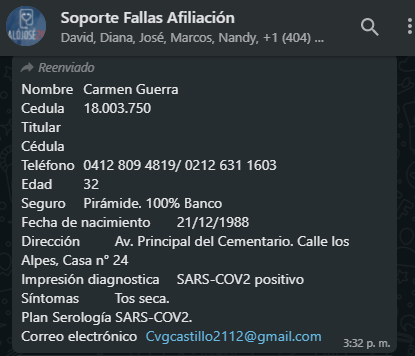 Soporte Fallas Afiliación
David, Diana, José, Marcos, Nandy, +1 (404) ...
ALÓJOSÉ
Reenviado
Nombre Carmen Guerra
Cedula 18.003.750
Titular
Cédula
Teléfono 0412 809 4819/ 0212 631 1603
Edad 32
Seguro Pirámide. 100% Banco
Fecha de nacimiento 21/12/1988
Dirección Av. Principal del Cementario. Calle los
Alpes, Casa n° 24
Impresión diagnostica SARS-COV2 positivo
Síntomas Tos seca.
Plan Serología SARS-COV2.
Correo electrónico Cvgcastillo2112@gmail.com
3:32 p. m.